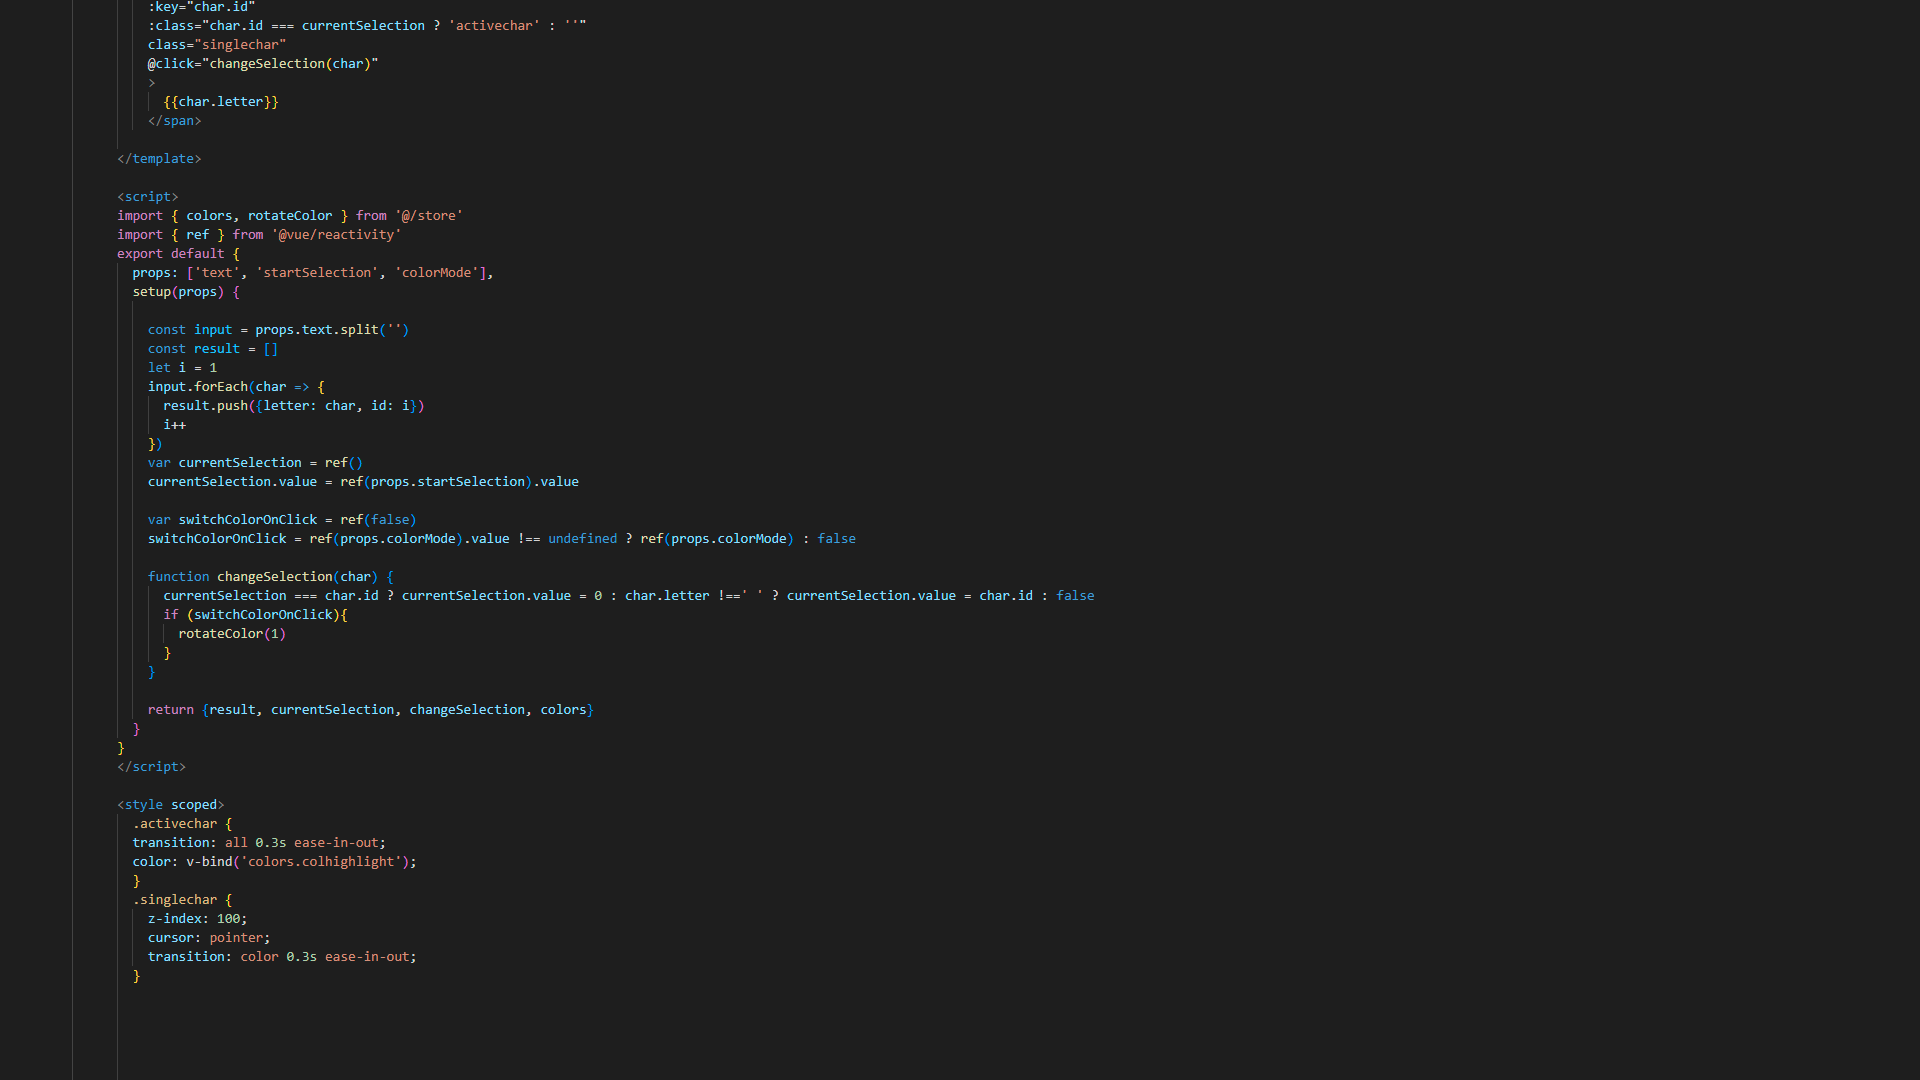 :key="char.id"
:class="char.id === currentSelection ? 'activechar' : ''"
class="singlechar"
@click="changeSelection(char)"
>
{{char.letter}}
</span>
</template>
<script>
import { colors, rotateColor } from '@/store'
import { ref } from '@vue/reactivity'
export default {
props: ['text', 'startSelection', 'colorMode'],
setup(props) {
const input = props.text.split('')
const result = []
let i = 1
input.forEach(char => {
result.push({letter: char, id: i})
i++
})
var currentSelection = ref()
currentSelection.value = ref(props.startSelection).value
var switchColorOnClick = ref(false)
switchColorOnClick = ref(props.colorMode).value !== undefined ? ref(props.colorMode) : false
function changeSelection(char) {
currentSelection === char.id ? currentSelection.value = 0 : char.letter !==' ' ? currentSelection.value = char.id : false
if (switchColorOnClick){
rotateColor(1)
}
}
return {result, currentSelection, changeSelection, colors}
}
}
</script>
<style scoped>
.activechar {
transition: all 0.3s ease-in-out;
color: v-bind('colors.colhighlight');
}
.singlechar {
z-index: 100;
cursor: pointer;
transition: color 0.3s ease-in-out;
}